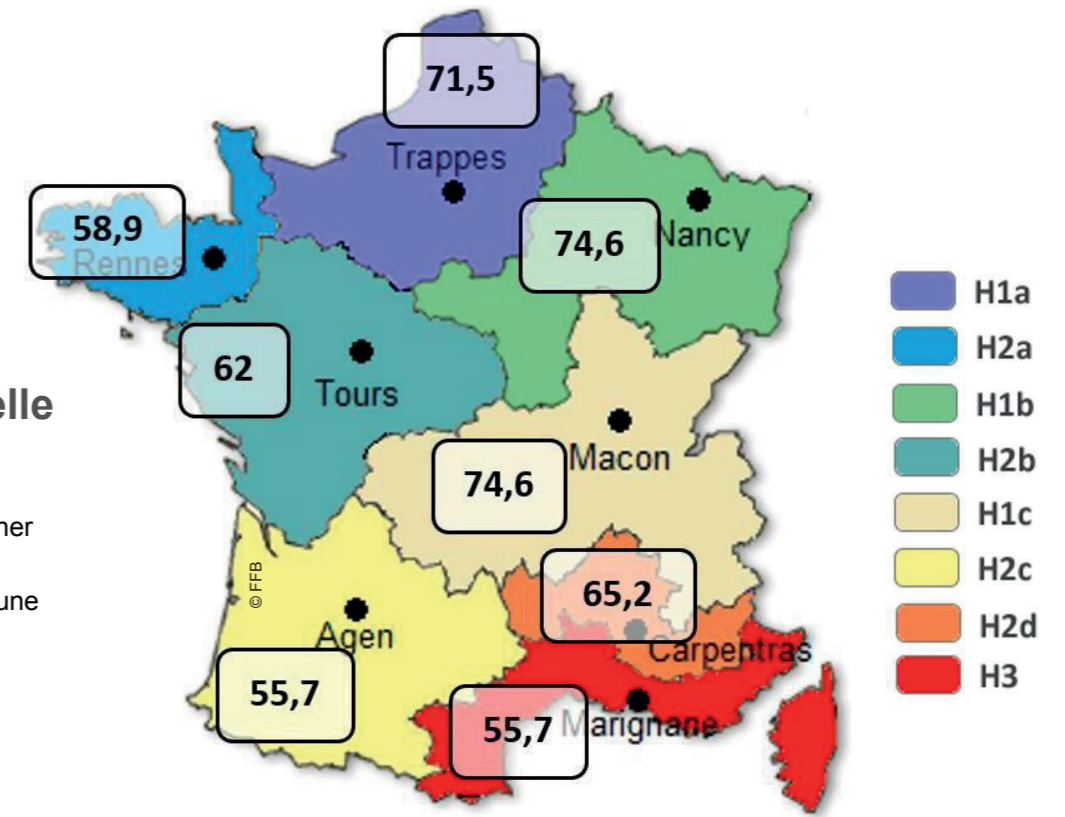 71,5
Trappes
58,9
Rennes
74,6
Nancy
62
Tours
elle
Macon
74,6
ner
une
© FFB
65,2
Agen
Carpentras
55,7
55,7
Marignane
H1a
H2a
H1b
H2b
H1c
H2c
H2d
H3